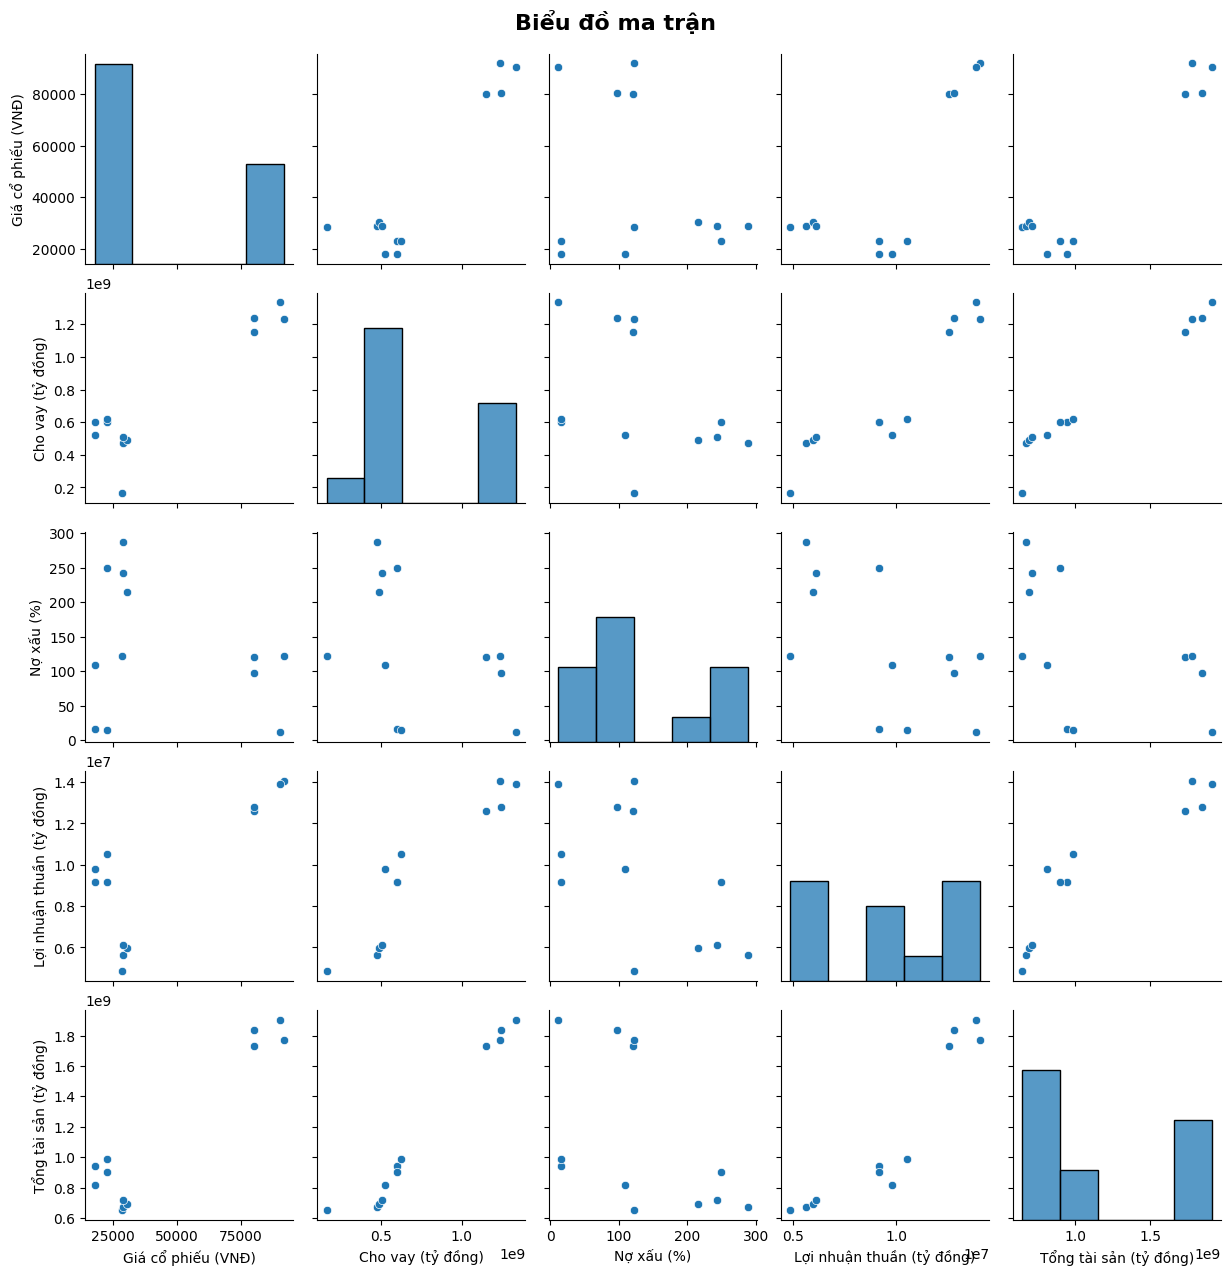 Biểu đồ ma trận
Giá cổ phiếu (VNĐ)
80000
60000
40000
20000
1e9
Cho vay (tỷ đồng)
1.2
1.0
0.8
0.6
0.4
0.2
Nợ xấu (%)
300
250
200
150
100
50
0
1e7
Lợi nhuận thuần (tỷ đồng)
1.4
1.2
1.0
0.8
0.6
1e9
Tổng tài sản (tỷ đồng)
1.8
1.6
1.4
1.2
1.0
0.8
0.6
25000 50000 75000
Giá cổ phiếu (VNĐ)
0.5 1.0
Cho vay (tỷ đồng) 1e9
0 100 200 300
Nợ xấu (%)
0.5 1.0
Lợi nhuận thuần (tỷ đồng) 1e7
1.0 1.5
Tổng tài sản (tỷ đồng) 1e9